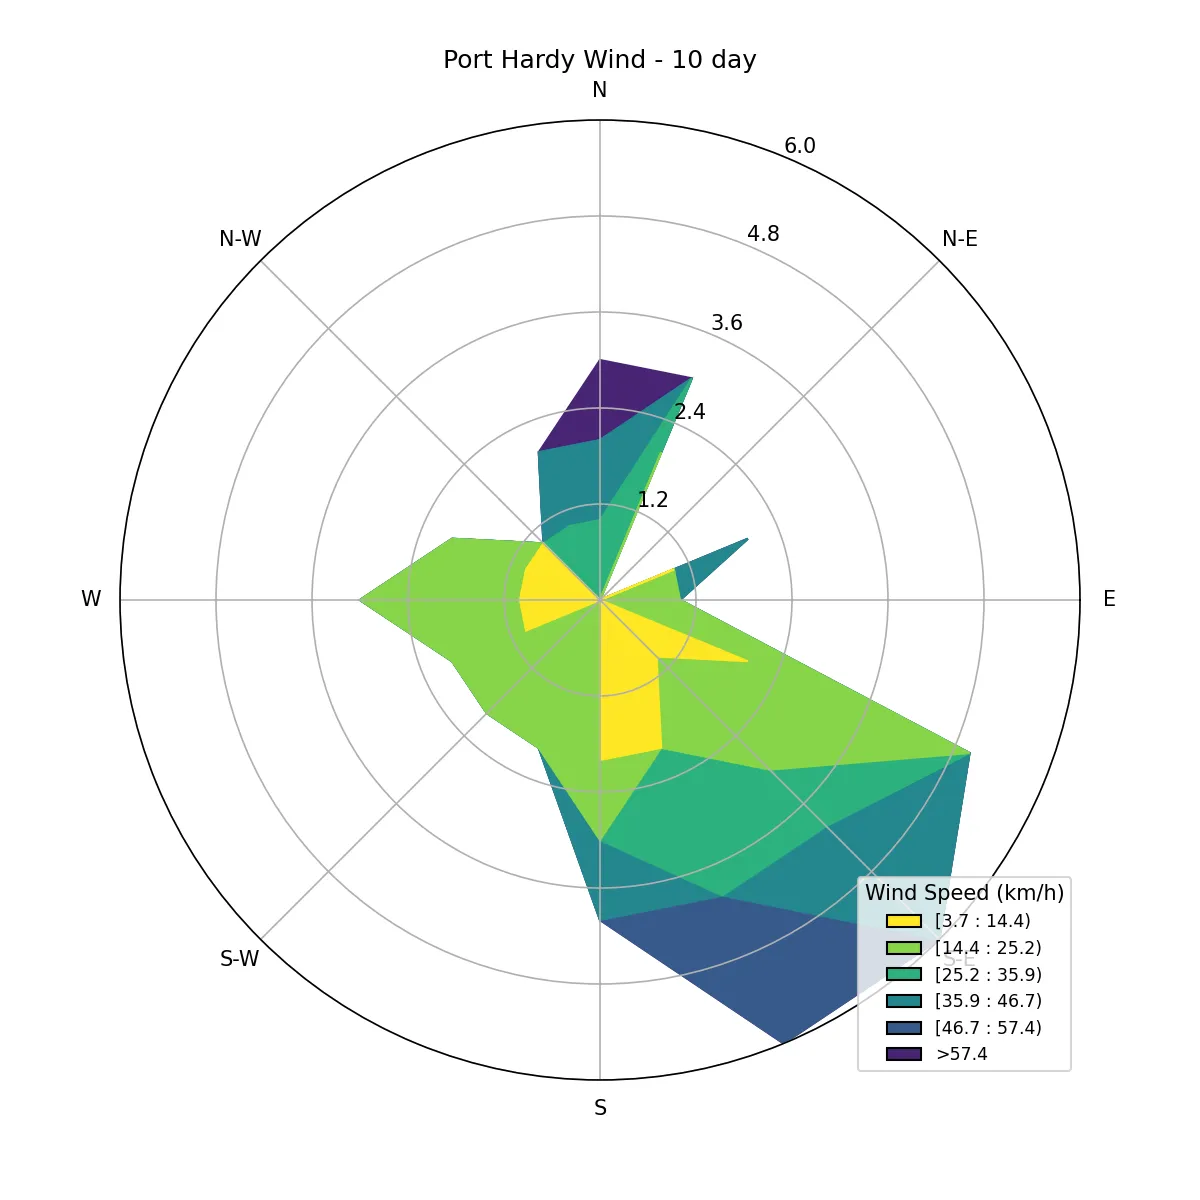 Port Hardy Wind - 10 day
N
6.0
N-W
4.8
N-E
3.6
2.4
1.2
W
E
S-W
S-E
S
Wind Speed (km/h)
[3.7 : 14.4)
[14.4 : 25.2)
[25.2 : 35.9)
[35.9 : 46.7)
[46.7 : 57.4)
>57.4